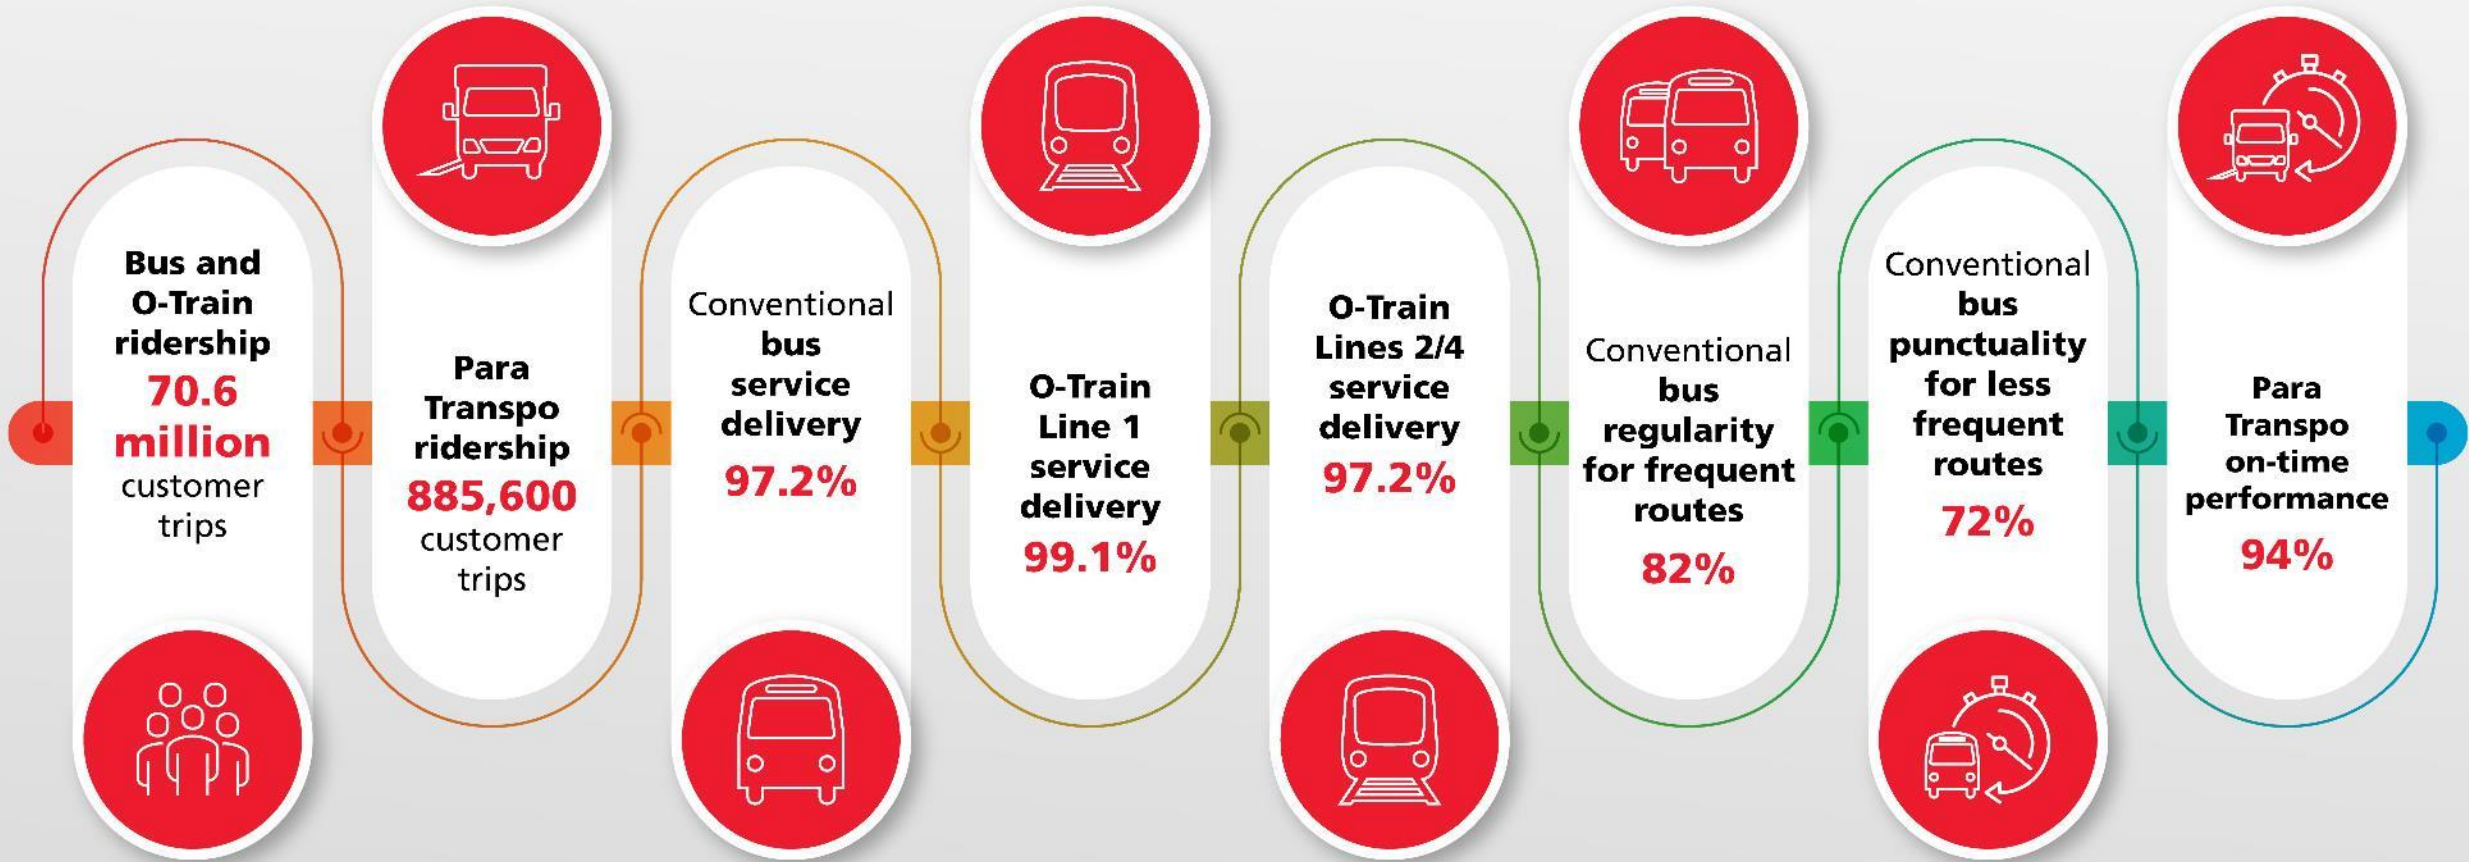 Bus and
O-Train
ridership
70.6
million
customer
trips
Para
Transpo
ridership
885,600
customer
trips
Conventional
bus
service
delivery
97.2%
O-Train
Line 1
service
delivery
99.1%
O-Train
Lines 2/4
service
delivery
97.2%
Conventional
bus
regularity
for frequent
routes
82%
Conventional
bus
punctuality
for less
frequent
routes
72%
Para
Transpo
on-time
performance
94%